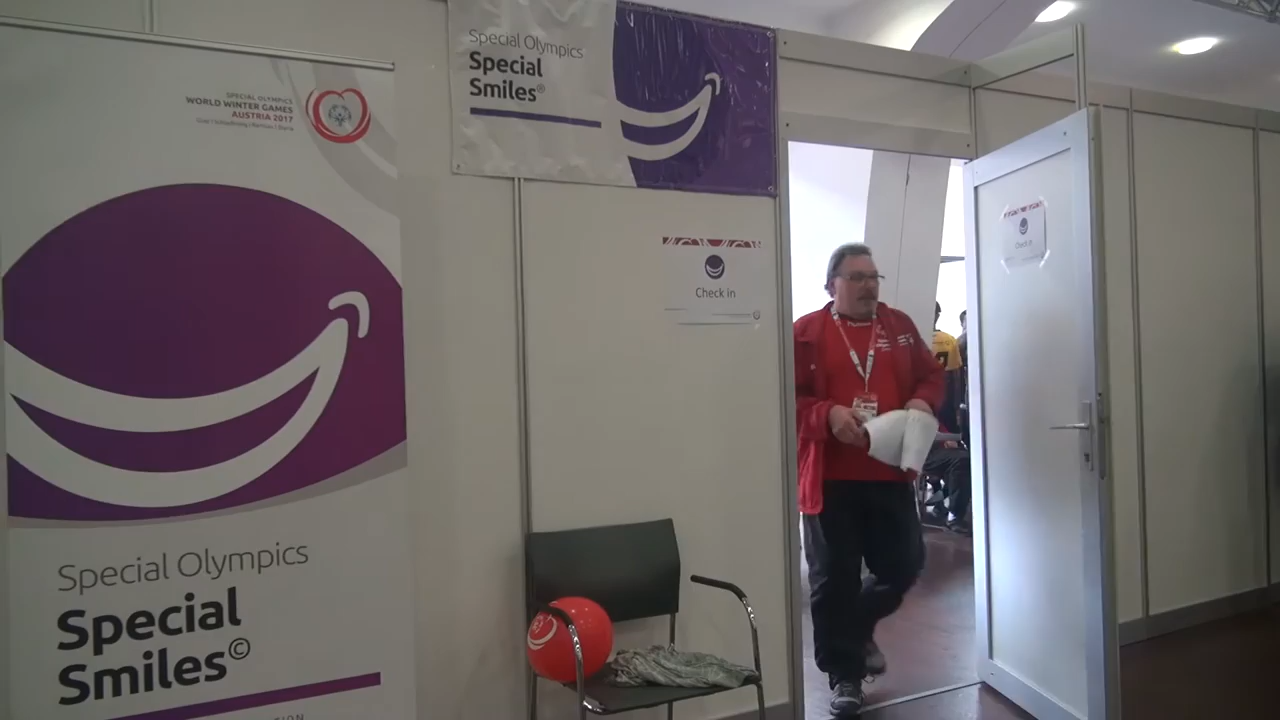 SPECIAL OLYMPICS
WORLD WINTER GAMES
AUSTRIA 2017
Special Olympics
Special
Smiles©
Special Olympics
Special
Smiles©
Check in
Check in